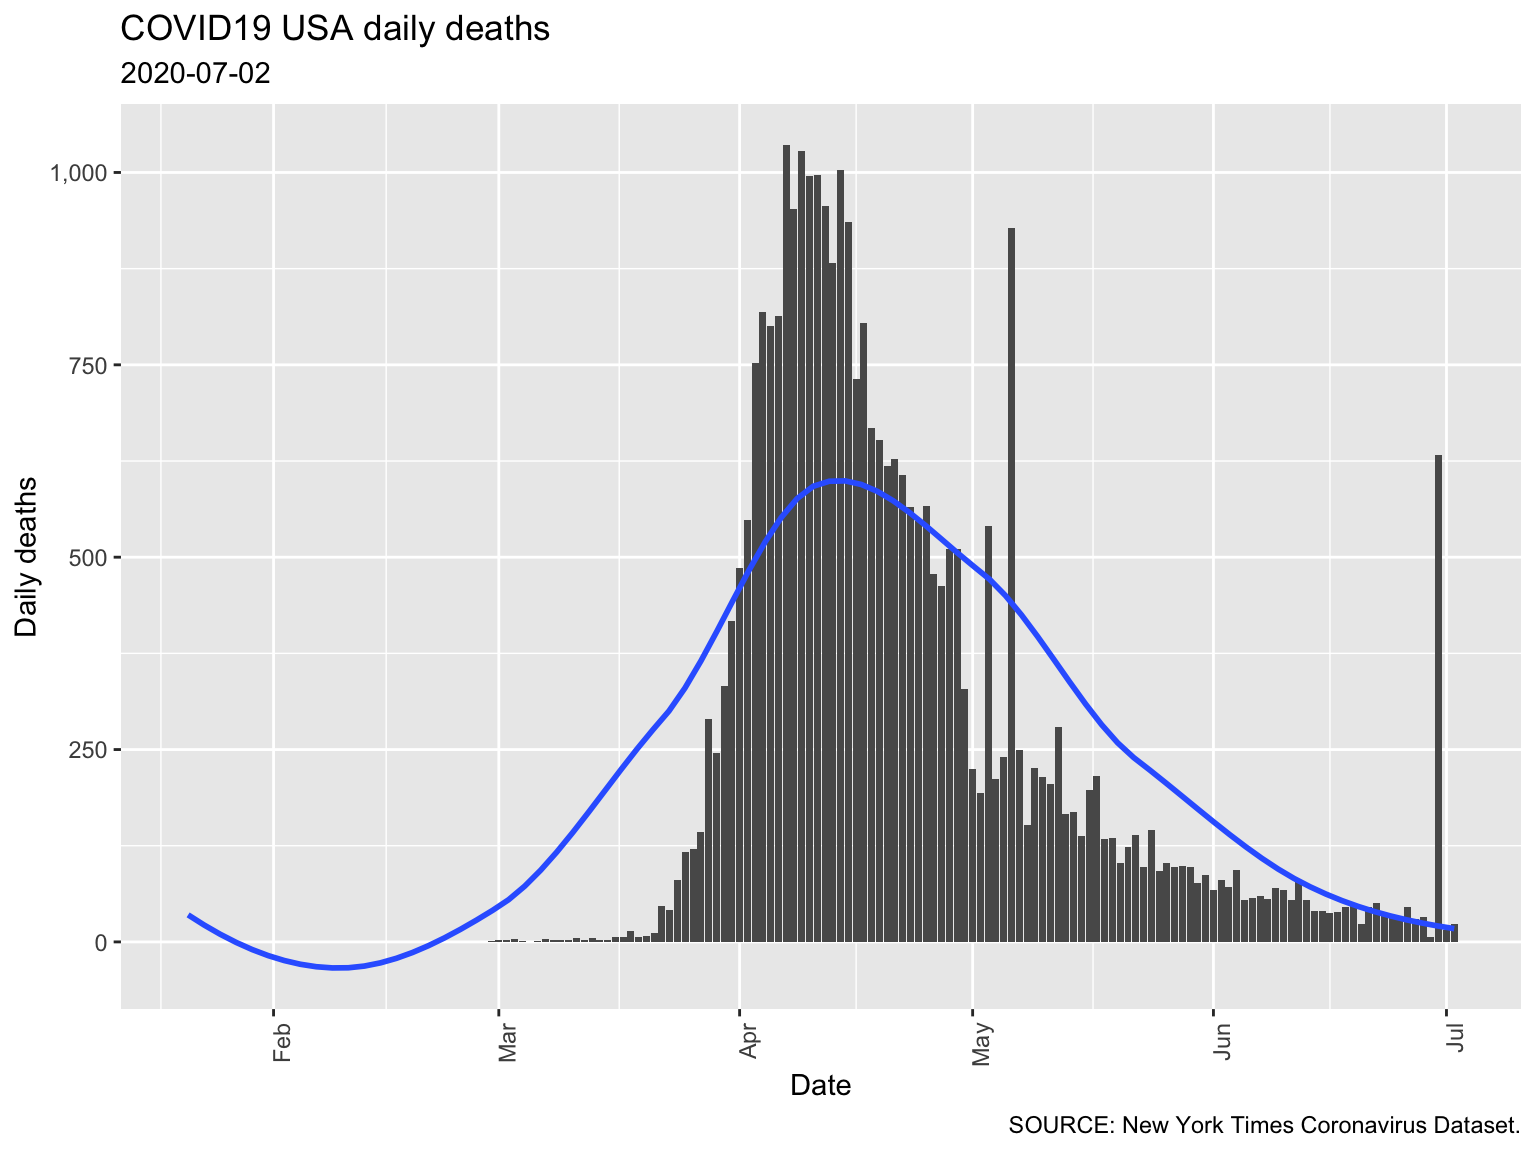 COVID19 USA daily deaths
2020-07-02
1,000
750
500
250
0
Daily deaths
Feb
Mar
Apr
May
Jun
Jul
Date
SOURCE: New York Times Coronavirus Dataset.